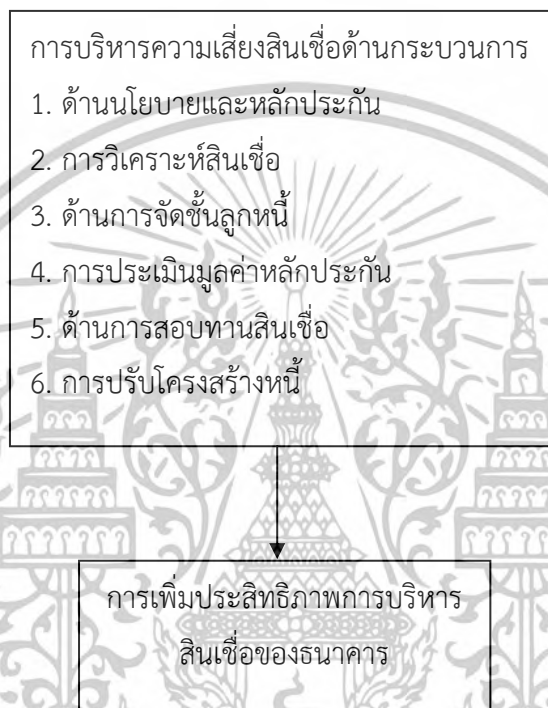 การบริหารความเสี่ยงสินเชื่อด้านกระบวนการ
1. ด้านนโยบายและหลักประกัน
2. การวิเคราะห์สินเชื่อ
3. ด้านการจัดชั้นลูกหนี้
4. การประเมินมูลค่าหลักประกัน
5. ด้านการสอบทานสินเชื่อ
6. การปรับโครงสร้างหนี้
การเพิ่มประสิทธิภาพการบริหาร
สินเชื่อของธนาคาร